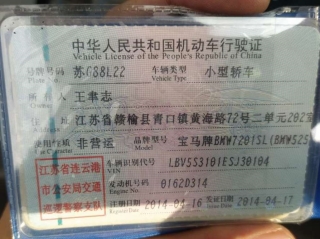 中华人民共和国机动车行驶证
Vehicle License of the People's Republic of China
号牌号码 苏G88L22 车辆类型 小型轿车
Plate No. Vehicle Type
所有人 王聿志
住 址 江苏省赣榆县青口镇黄海路72号二单元202室
使用性质 非营运 品牌型号 宝马牌BMW7201SL(BMW525
江苏省连云港
市公安局交通
巡逻警察支队
车辆识别代号 LBV5S3101ESJ30104
VIN
发动机号码 0162D314
注册日期 2014-04-16 发证日期 2014-04-17
Register Date Issue Date